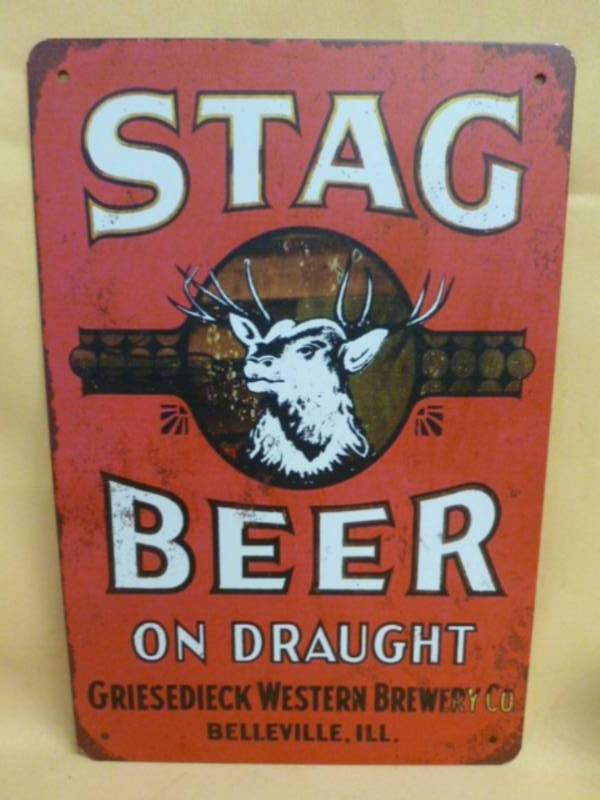 STAG
BEER
ON DRAUGHT
GRIESEDIECK WESTERN BREWERY CO
BELLEVILLE, ILL.